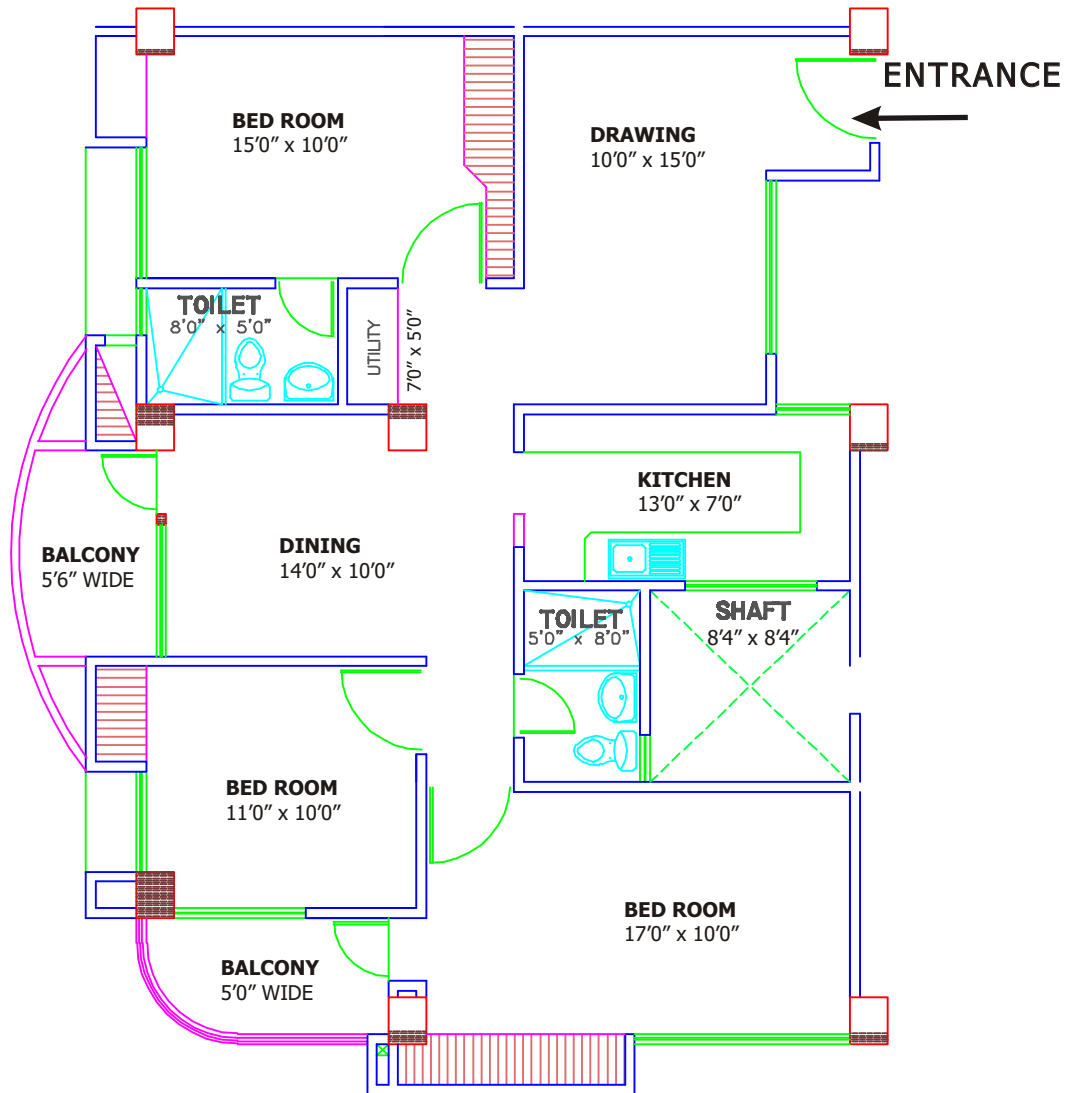 ENTRANCE
BED ROOM
15'0" x 10'0"
DRAWING
10'0" x 15'0"
TOILET
8'0" x 5'0"
UTILITY
7'0" x 5'0"
KITCHEN
13'0" x 7'0"
BALCONY
5'6" WIDE
DINING
14'0" x 10'0"
TOILET
5'0" x 8'0"
SHAFT
8'4" x 8'4"
BED ROOM
11'0" x 10'0"
BED ROOM
17'0" x 10'0"
BALCONY
5'0" WIDE